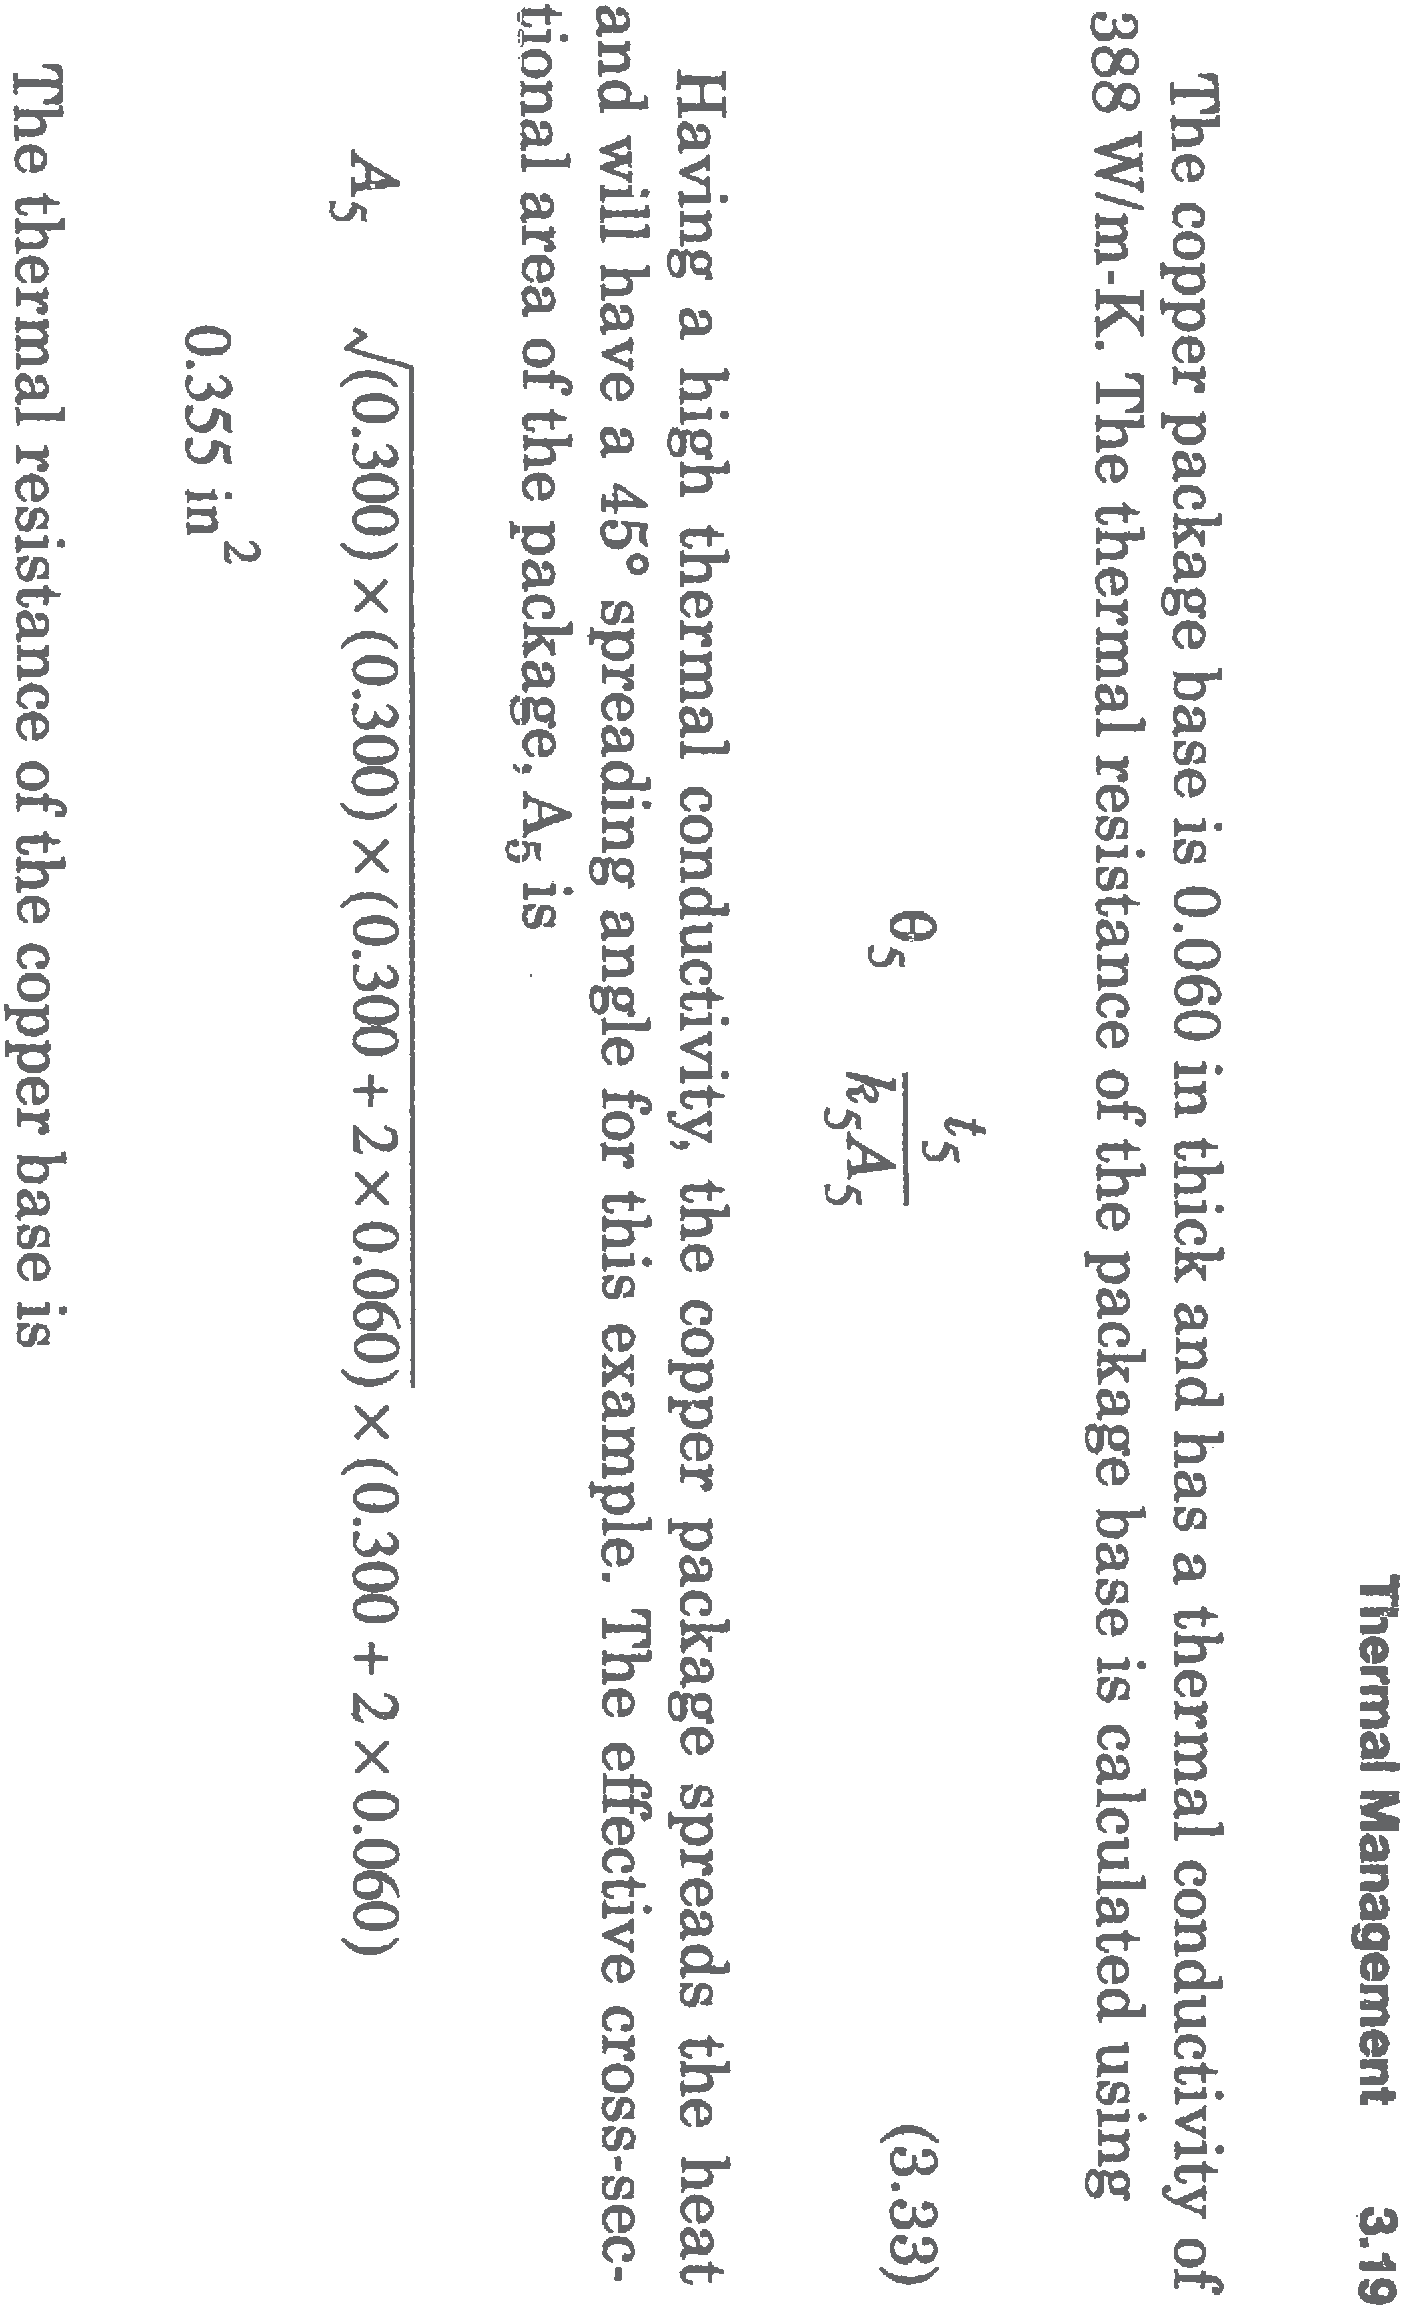 Thermal Management 3.19
The copper package base is 0.060 in thick and has a thermal conductivity of
388 W/m-K. The thermal resistance of the package base is calculated using
θ₅ t₅/k₅A₅ (3.33)
Having a high thermal conductivity, the copper package spreads the heat
and will have a 45° spreading angle for this example. The effective cross-sec-
tional area of the package, A₅ is
A₅ √(0.300) × (0.300) × (0.300 + 2 × 0.060) × (0.300 + 2 × 0.060)
0.355 in²
The thermal resistance of the copper base is